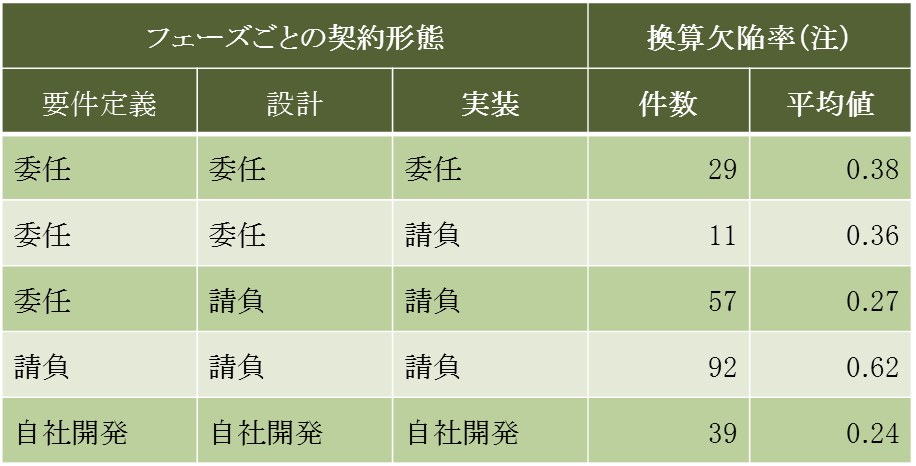 フェーズごとの契約形態 換算欠陥率(注)
要件定義 設計 実装 件数 平均値
委任 委任 委任 29 0.38
委任 委任 請負 11 0.36
委任 請負 請負 57 0.27
請負 請負 請負 92 0.62
自社開発 自社開発 自社開発 39 0.24